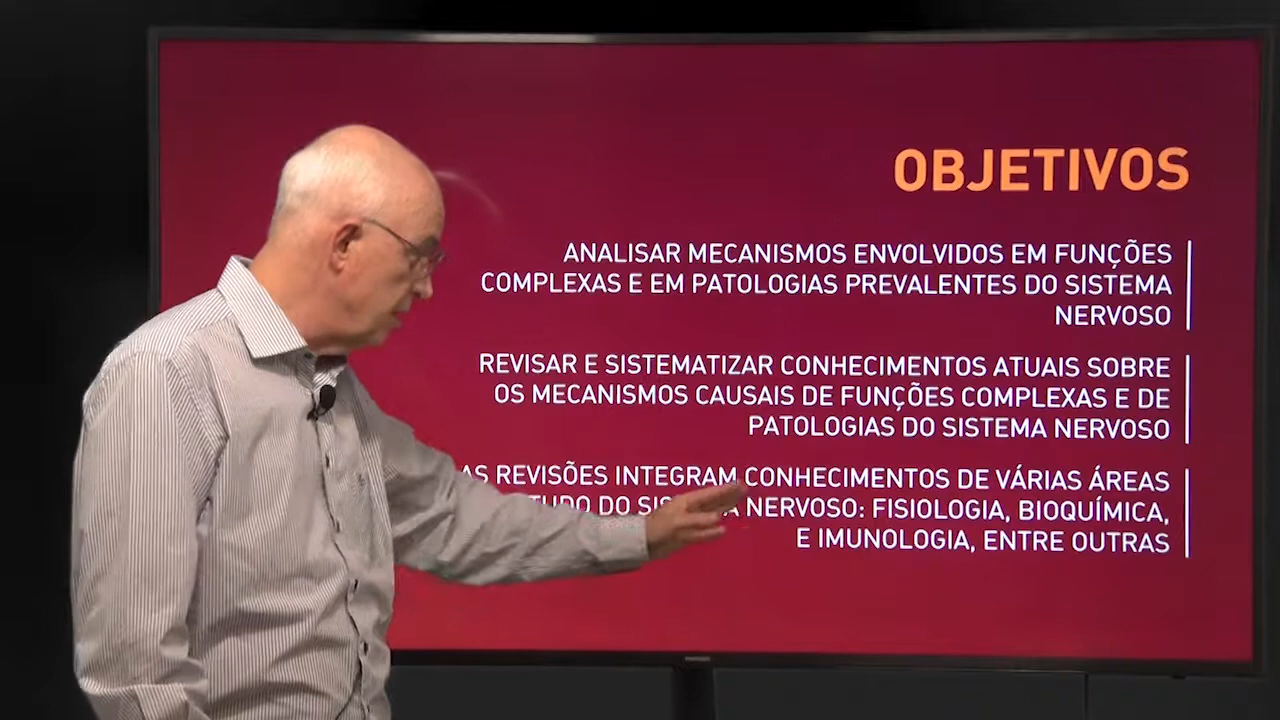 OBJETIVOS
ANALISAR MECANISMOS ENVOLVIDOS EM FUNÇÕES
COMPLEXAS E EM PATOLOGIAS PREVALENTES DO SISTEMA
NERVOSO
REVISAR E SISTEMATIZAR CONHECIMENTOS ATUAIS SOBRE
OS MECANISMOS CAUSAIS DE FUNÇÕES COMPLEXAS E DE
PATOLOGIAS DO SISTEMA NERVOSO
AS REVISÕES INTEGRAM CONHECIMENTOS DE VÁRIAS ÁREAS
DO NERVOSO: FISIOLOGIA, BIOQUÍMICA,
E IMUNOLOGIA, ENTRE OUTRAS